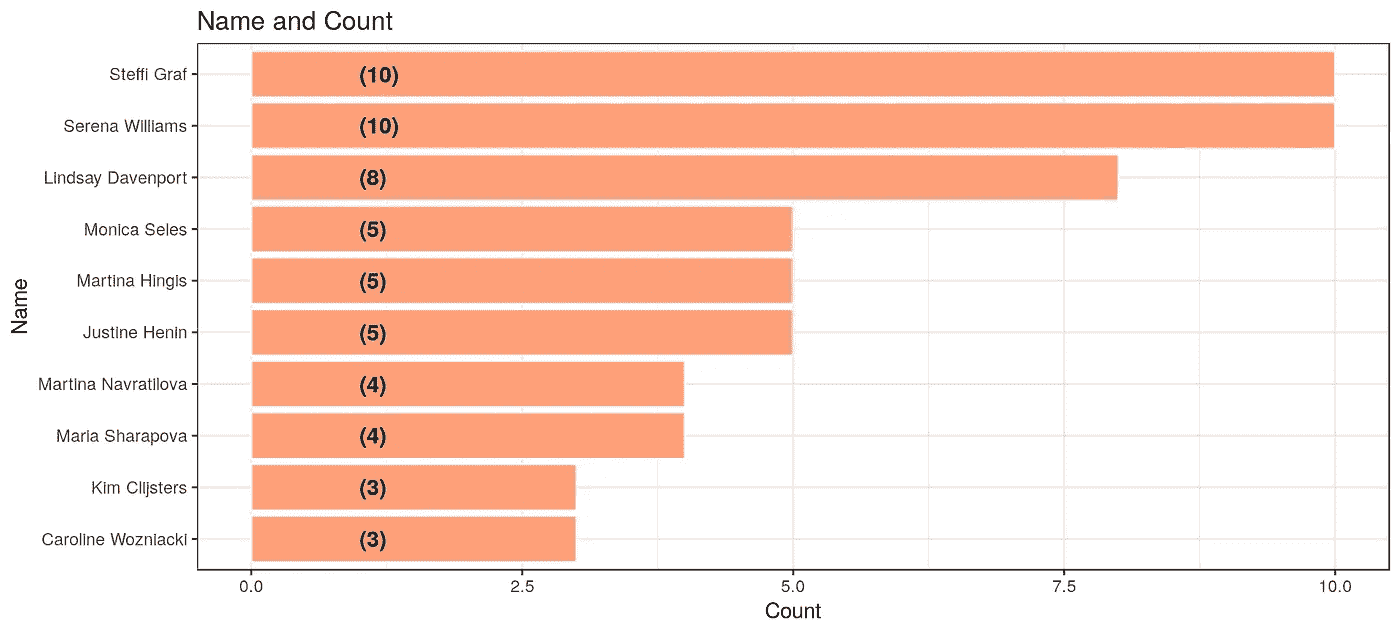 Name and Count
Steffi Graf (10)
Serena Williams (10)
Lindsay Davenport (8)
Monica Seles (5)
Martina Hingis (5)
Justine Henin (5)
Martina Navratilova (4)
Maria Sharapova (4)
Kim Clijsters (3)
Caroline Wozniacki (3)
Name
0.0 2.5 5.0 7.5 10.0
Count